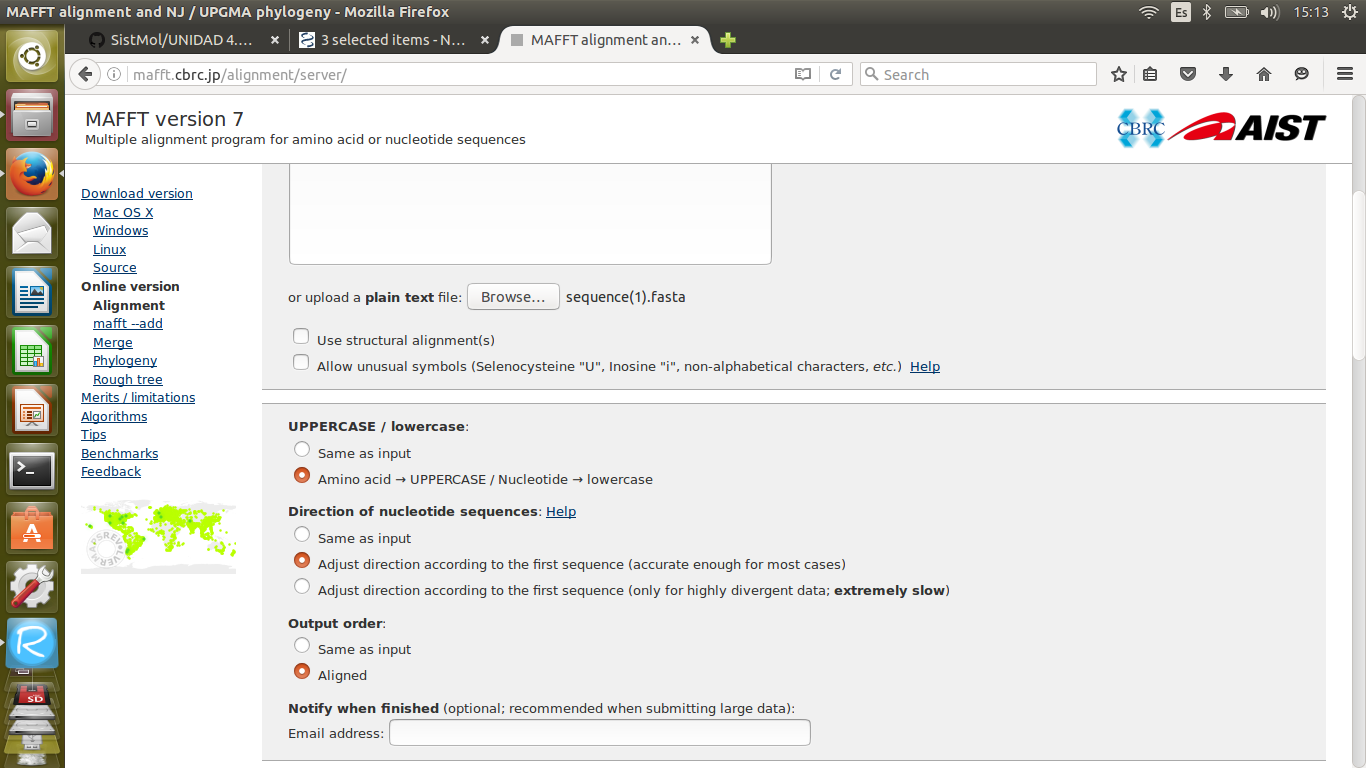 MAFFT alignment and NJ / UPGMA phylogeny - Mozilla Firefox
Es
15:13
SistMol/UNIDAD 4....
3 selected items - N...
MAFFT alignment an...
mafft.cbrc.jp/alignment/server/
Search
MAFFT version 7
Multiple alignment program for amino acid or nucleotide sequences
CBRC
AIST
Download version
Mac OS X
Windows
Linux
Source
Online version
Alignment
mafft --add
Merge
Phylogeny
Rough tree
Merits / limitations
Algorithms
Tips
Benchmarks
Feedback
or upload a plain text file: Browse... sequence(1).fasta
Use structural alignment(s)
Allow unusual symbols (Selenocysteine "U", Inosine "i", non-alphabetical characters, etc.) Help
UPPERCASE / lowercase:
Same as input
Amino acid → UPPERCASE / Nucleotide → lowercase
Direction of nucleotide sequences: Help
Same as input
Adjust direction according to the first sequence (accurate enough for most cases)
Adjust direction according to the first sequence (only for highly divergent data; extremely slow)
Output order:
Same as input
Aligned
Notify when finished (optional; recommended when submitting large data):
Email address:
SD